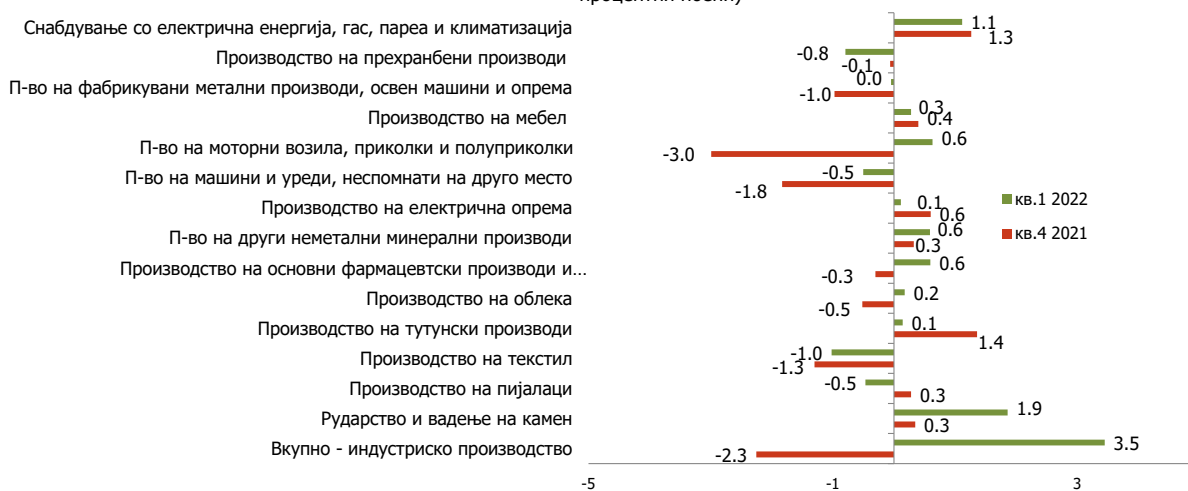 процентни поени)
Снабдување со електрична енергија, гас, пареа и климатизација 1.1 1.3
Производство на прехранбени производи -0.8 -0.1
П-во на фабрикувани метални производи, освен машини и опрема 0.0 -1.0
Производство на мебел 0.3 0.4
П-во на моторни возила, приколки и полуприколки 0.6 -3.0
П-во на машини и уреди, неспомнати на друго место -0.5 -1.8
Производство на електрична опрема 0.1 0.6
П-во на други неметални минерални производи 0.6 0.3
Производство на основни фармацевтски производи и... 0.6 -0.3
Производство на облека 0.2 -0.5
Производство на тутунски производи 0.1 1.4
Производство на текстил -1.0 -1.3
Производство на пијалаци -0.5 0.3
Рударство и вадење на камен 1.9 0.3
Вкупно - индустриско производство 3.5 -2.3
кв.1 2022
кв.4 2021
-5 -1 3